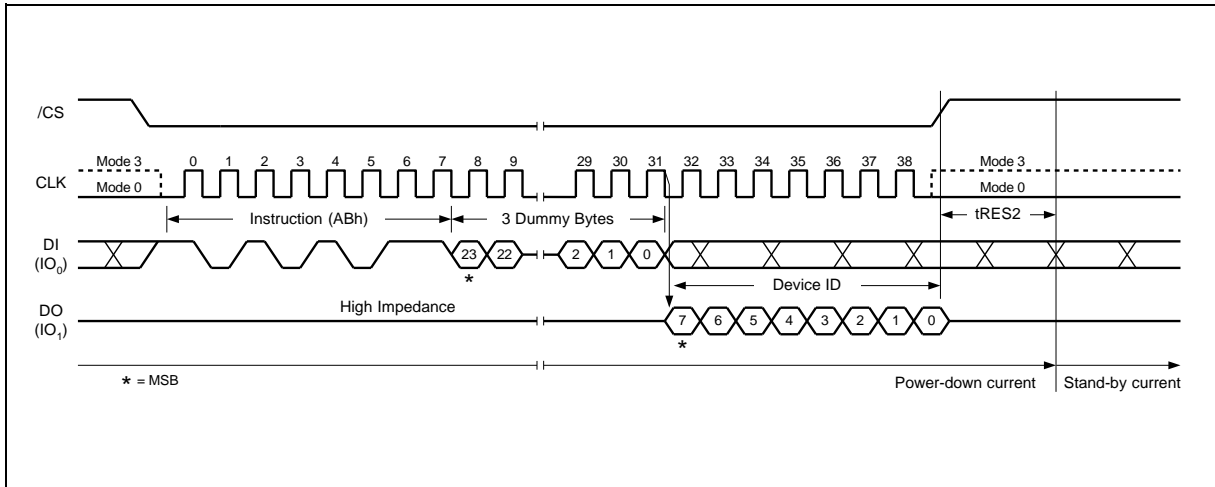 /CS
Mode 3 0 1 2 3 4 5 6 7 8 9 29 30 31 32 33 34 35 36 37 38 Mode 3
CLK Mode 0 Mode 0
Instruction (ABh) 3 Dummy Bytes tRES2
DI
(IO0) 23 22 2 1 0
* Device ID
High Impedance
DO
(IO1) 7 6 5 4 3 2 1 0
*
* = MSB Power-down current Stand-by current